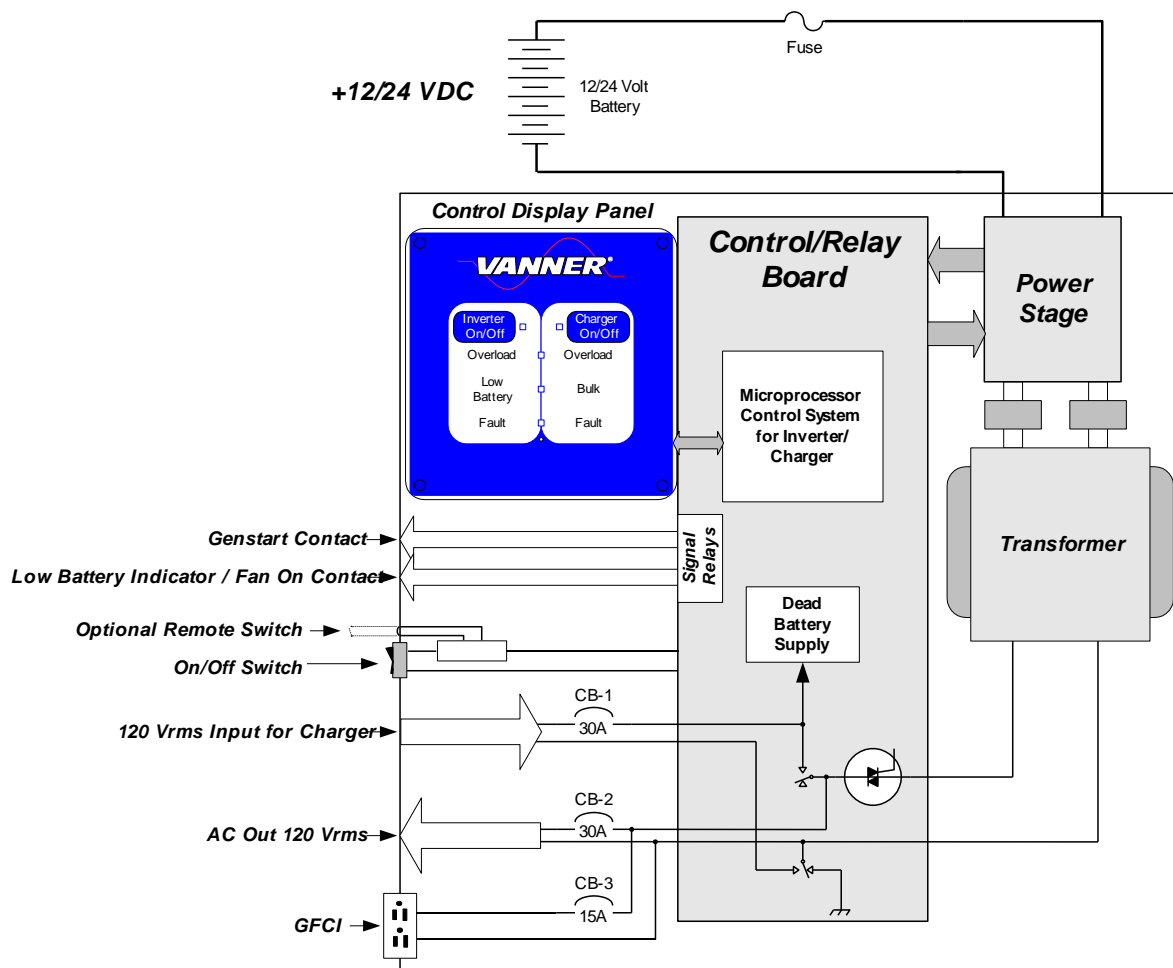 Fuse
+12/24 VDC
12/24 Volt
Battery
Control Display Panel
VANNER®
Inverter
On/Off
Charger
On/Off
Overload
Overload
Low
Battery
Bulk
Fault
Fault
Control/Relay
Board
Power
Stage
Microprocessor
Control System
for Inverter/
Charger
Transformer
Genstart Contact
Low Battery Indicator / Fan On Contact
Signal
Relays
Optional Remote Switch
On/Off Switch
Dead
Battery
Supply
120 Vrms Input for Charger
CB-1
30A
AC Out 120 Vrms
CB-2
30A
GFCI
CB-3
15A